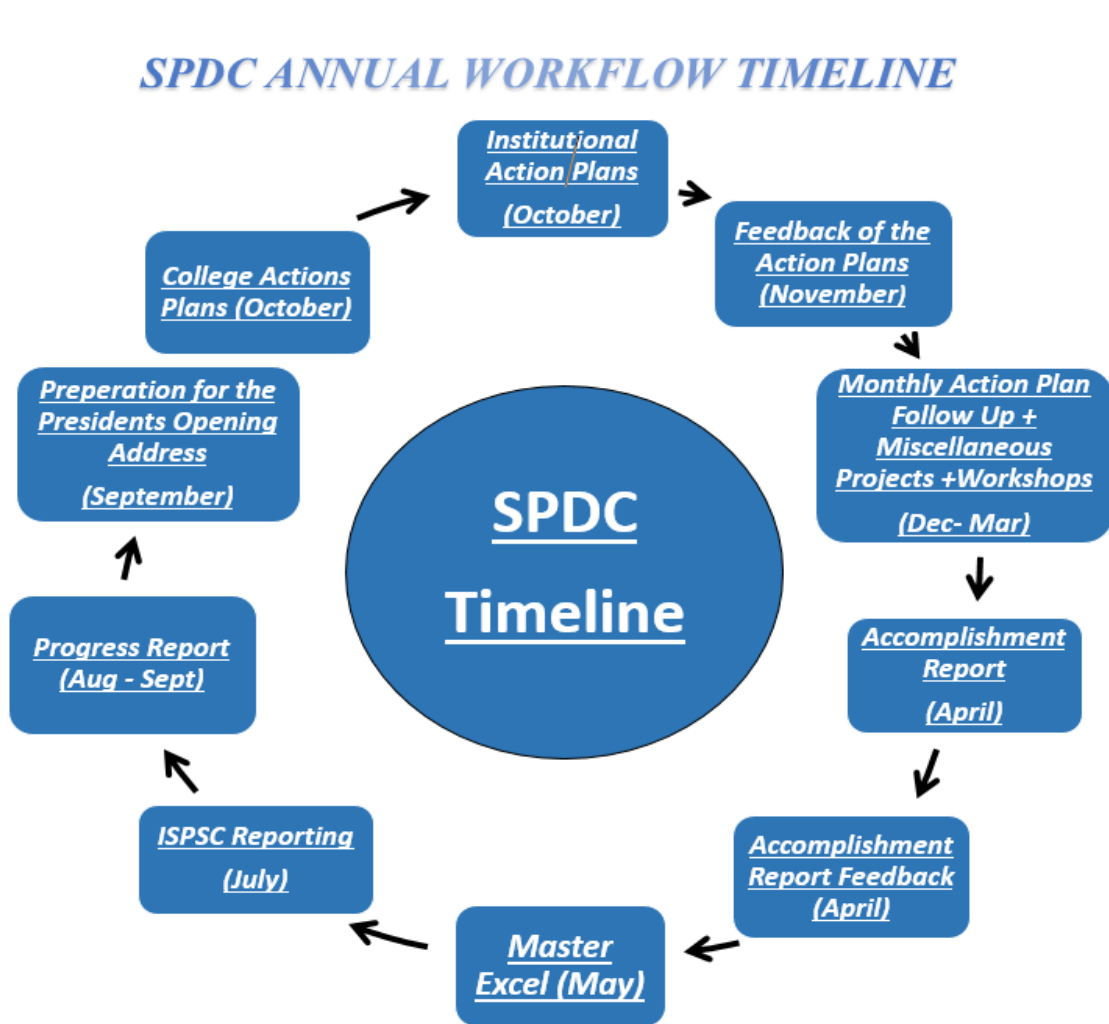 SPDC ANNUAL WORKFLOW TIMELINE
Institutional
Action Plans
(October)
Feedback of the
Action Plans
(November)
Monthly Action Plan
Follow Up +
Miscellaneous
Projects +Workshops
(Dec- Mar)
Accomplishment
Report
(April)
Accomplishment
Report Feedback
(April)
Master
Excel (May)
ISPSC Reporting
(July)
Progress Report
(Aug - Sept)
Preperation for the
Presidents Opening
Address
(September)
College Actions
Plans (October)
SPDC
Timeline